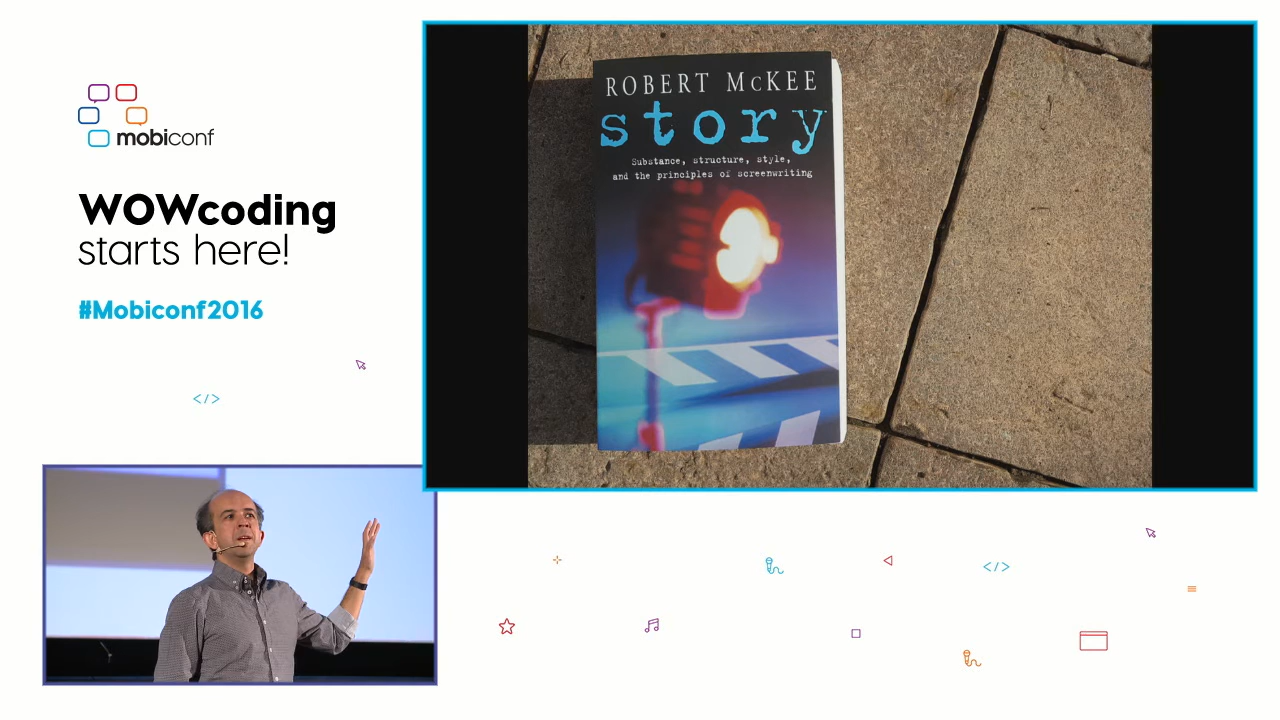 mobiconf
WOWcoding
starts here!
#Mobiconf2016
</>
ROBERT McKEE
story
Substance, structure, style,
and the principles of screenwriting
</>